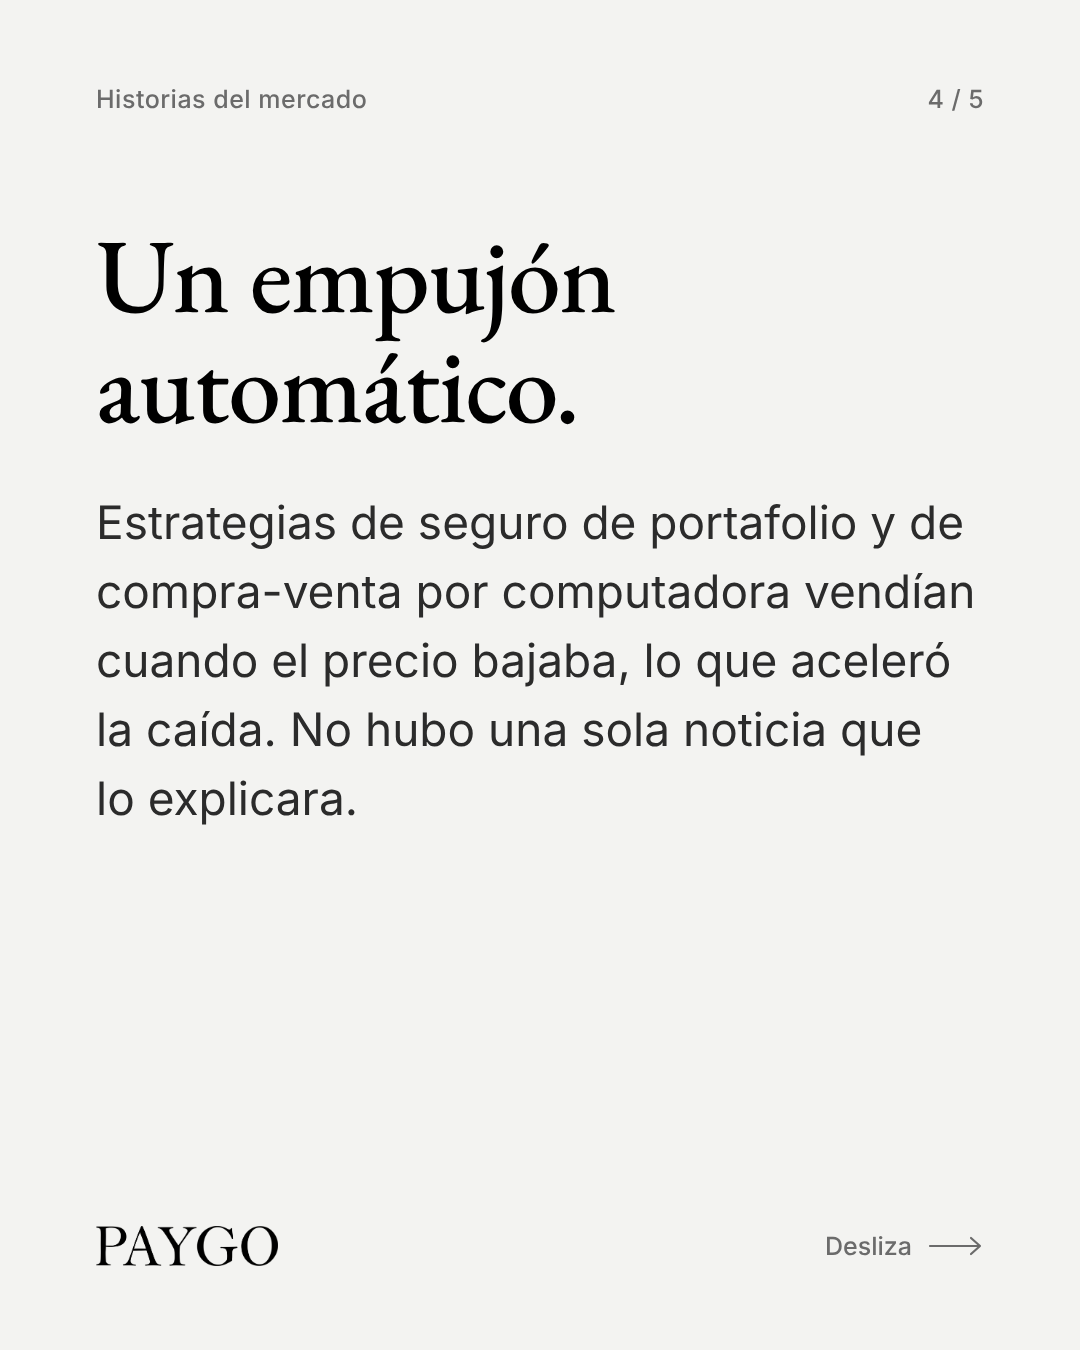 Historias del mercado
4 / 5
Un empujón
automático.
Estrategias de seguro de portafolio y de
compra-venta por computadora vendían
cuando el precio bajaba, lo que aceleró
la caída. No hubo una sola noticia que
lo explicara.
PAYGO
Desliza →